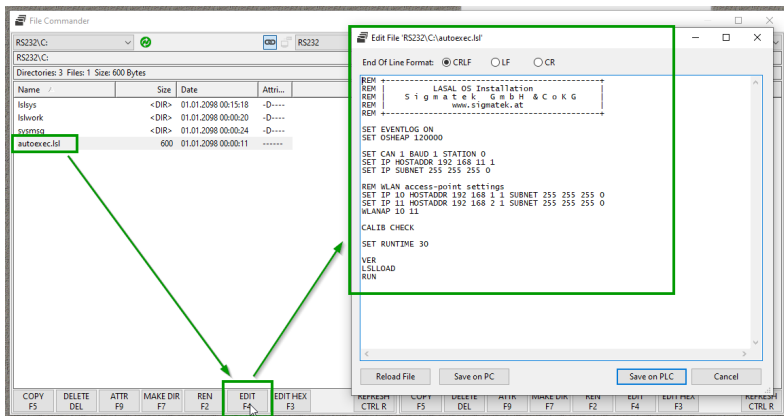 File Commander
RS232\C:
RS232
RS232\C:
Directories: 3 Files: 1 Size: 600 Bytes
Name / Size Date Attri...
lslsys <DIR> 01.01.2098 00:15:18 -D----
lslwork <DIR> 01.01.2098 00:00:20 -D----
sysmsg <DIR> 01.01.2098 00:00:24 -D----
autoexec.lsl 600 01.01.2098 00:00:11 ------
Edit File 'RS232\C:\autoexec.lsl'
End Of Line Format: CRLF LF CR
REM +--------------------------------------------------+
REM | LASAL OS Installation |
REM | S i g m a t e k G m b H & C o K G |
REM | www.sigmatek.at |
REM +--------------------------------------------------+
SET EVENTLOG ON
SET OSHEAP 120000
SET CAN 1 BAUD 1 STATION 0
SET IP HOSTADDR 192 168 11 1
SET IP SUBNET 255 255 255 0
REM WLAN access-point settings
SET IP 10 HOSTADDR 192 168 1 1 SUBNET 255 255 255 0
SET IP 11 HOSTADDR 192 168 2 1 SUBNET 255 255 255 0
WLANAP 10 11
CALIB CHECK
SET RUNTIME 30
VER
LSLLOAD
RUN
Reload File
Save on PC
Save on PLC
Cancel
COPY DELETE ATTR MAKE DIR REN EDIT EDIT HEX REFRESH COPY DELETE ATTR MAKE DIR REN EDIT EDIT HEX REFRESH
F5 DEL F9 F7 F2 F4 F3 CTRL R F5 DEL F9 F7 F2 F4 F3 CTRL R